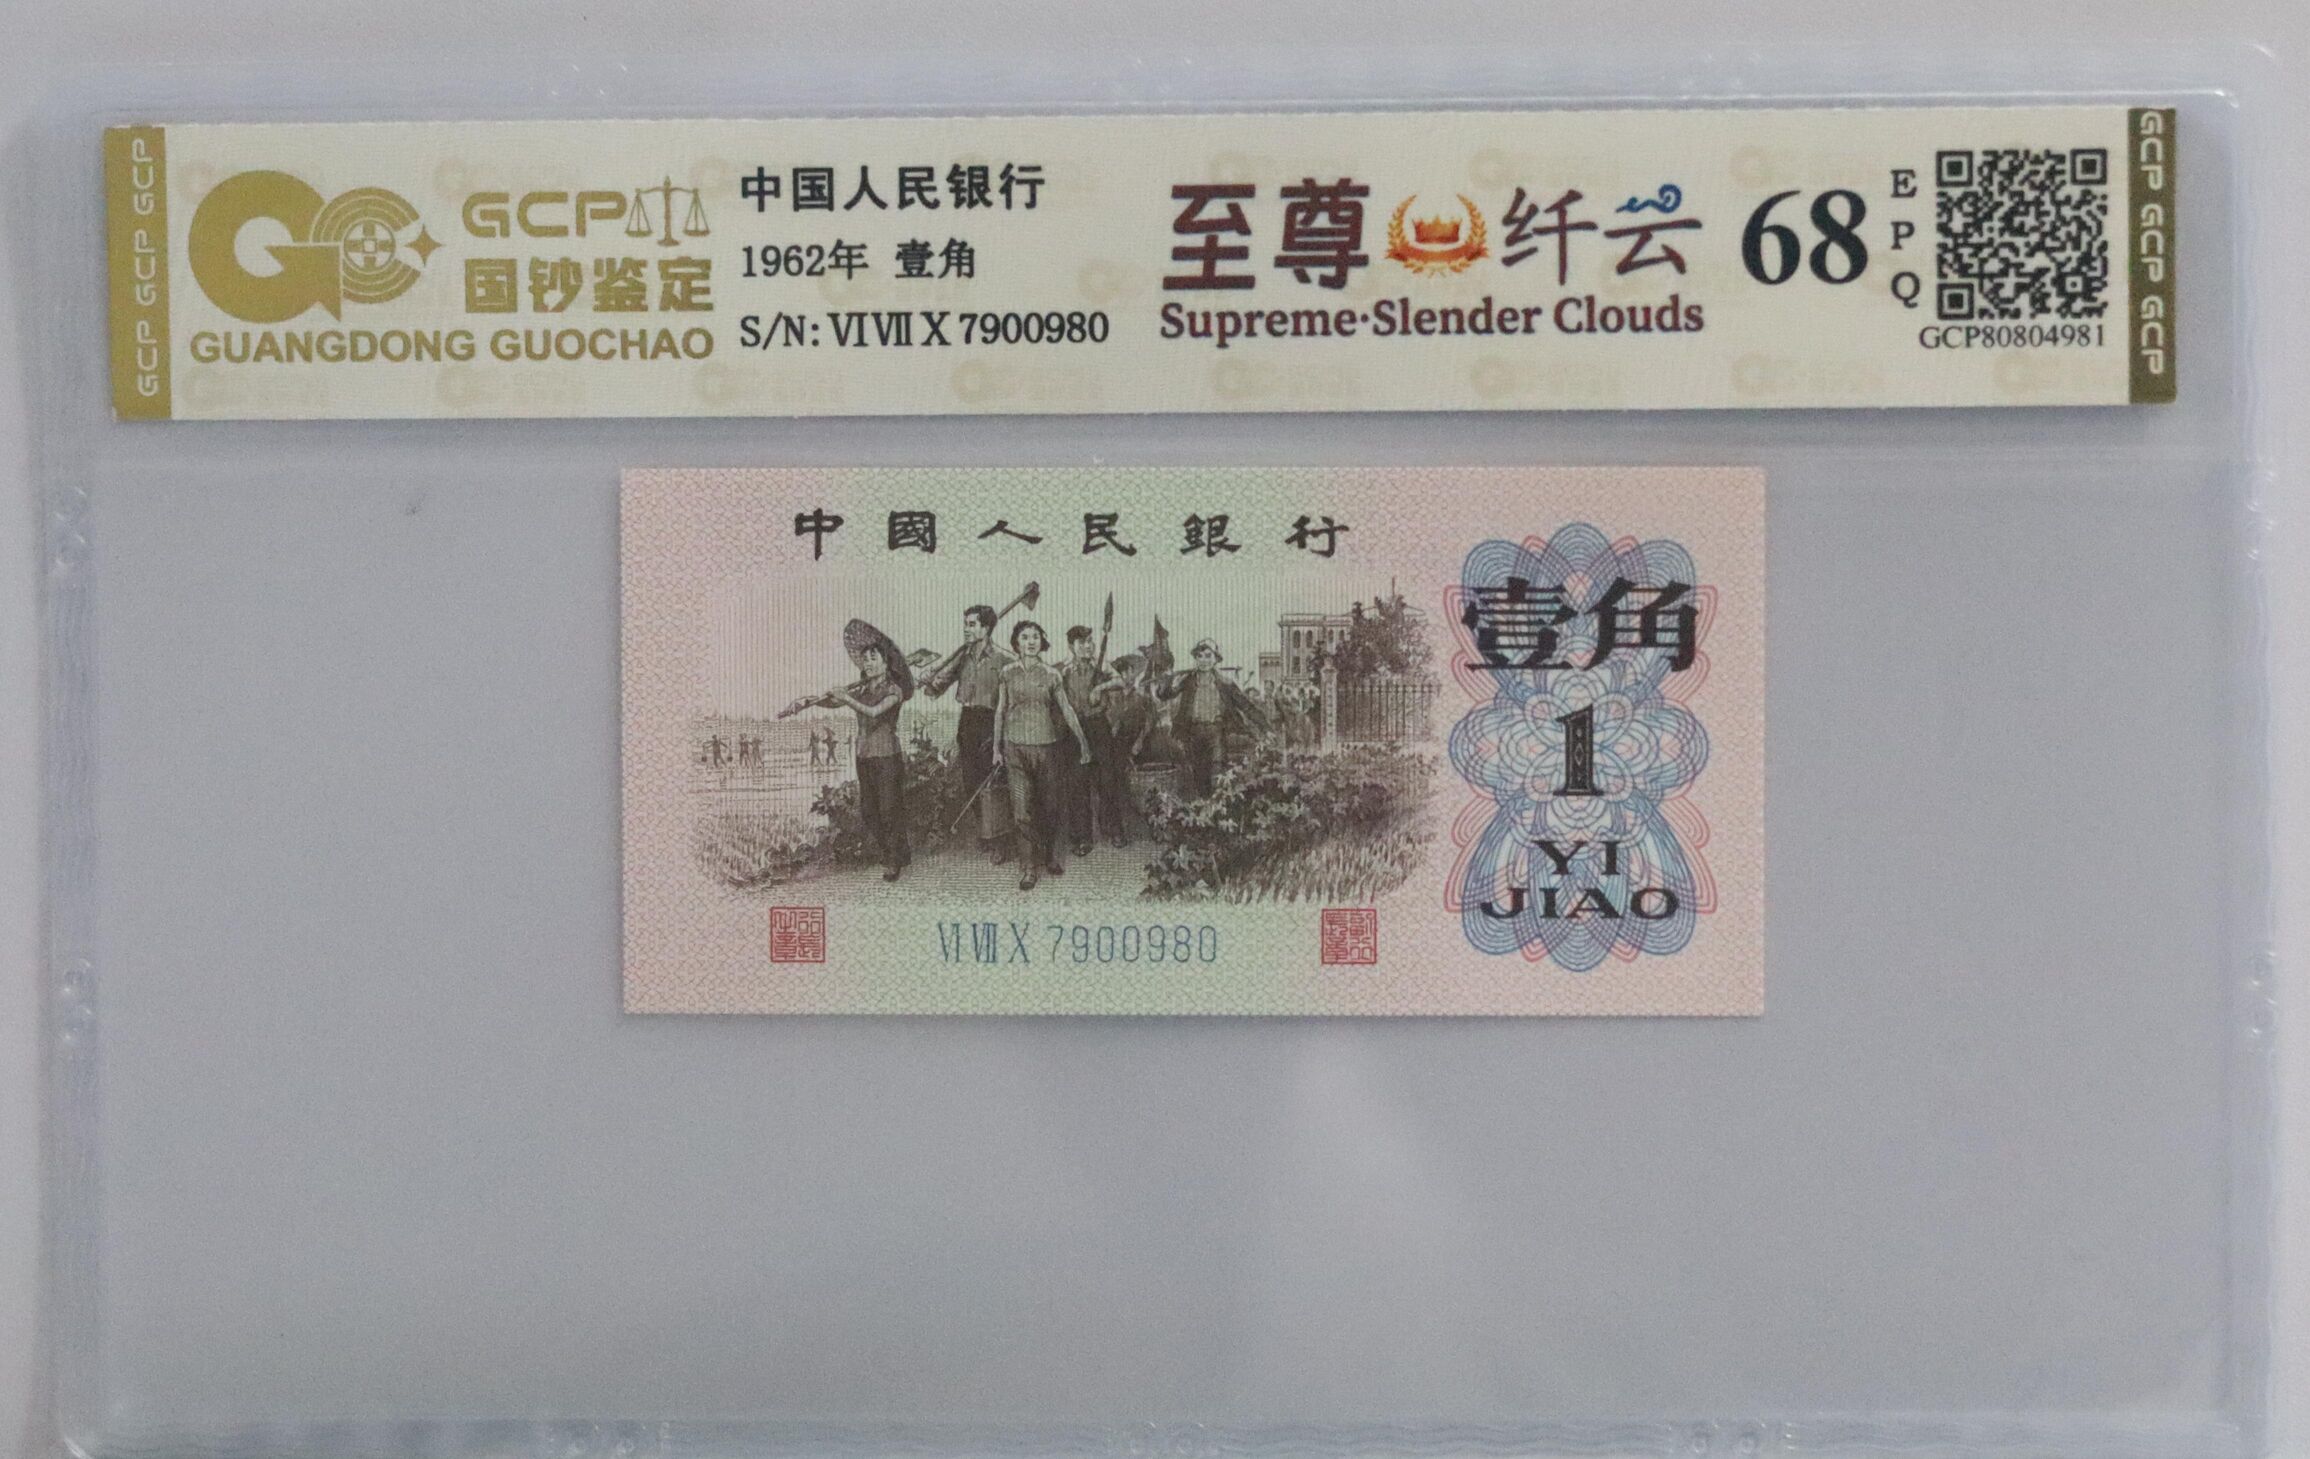 GCP GCP GCP
GCP
国钞鉴定
GUANGDONG GUOCHAO
中国人民银行
1962年 壹角
S/N: VI VII X 7900980
至尊 纤云
Supreme·Slender Clouds
68
EPQ
GCP80804981
GCP GCP GCP
中國人民銀行
壹角
1
YI
JIAO
VI VII X 7900980